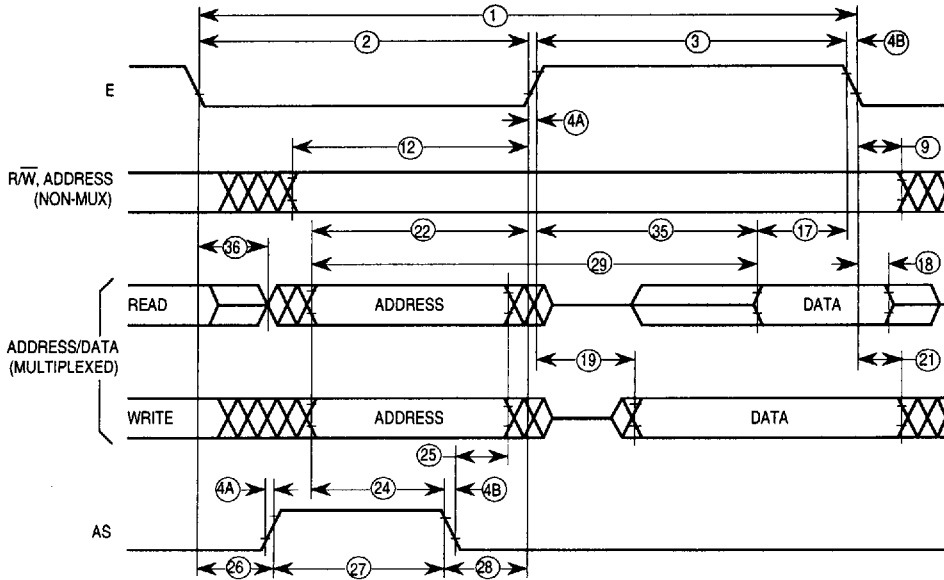 1
2 3 4B
E
4A
12 9
R/W̅, ADDRESS
(NON-MUX)
22 35 17
36 29 18
READ ADDRESS DATA
ADDRESS/DATA
(MULTIPLEXED)
19 21
WRITE ADDRESS DATA
25
4A 24 4B
AS
26 27 28